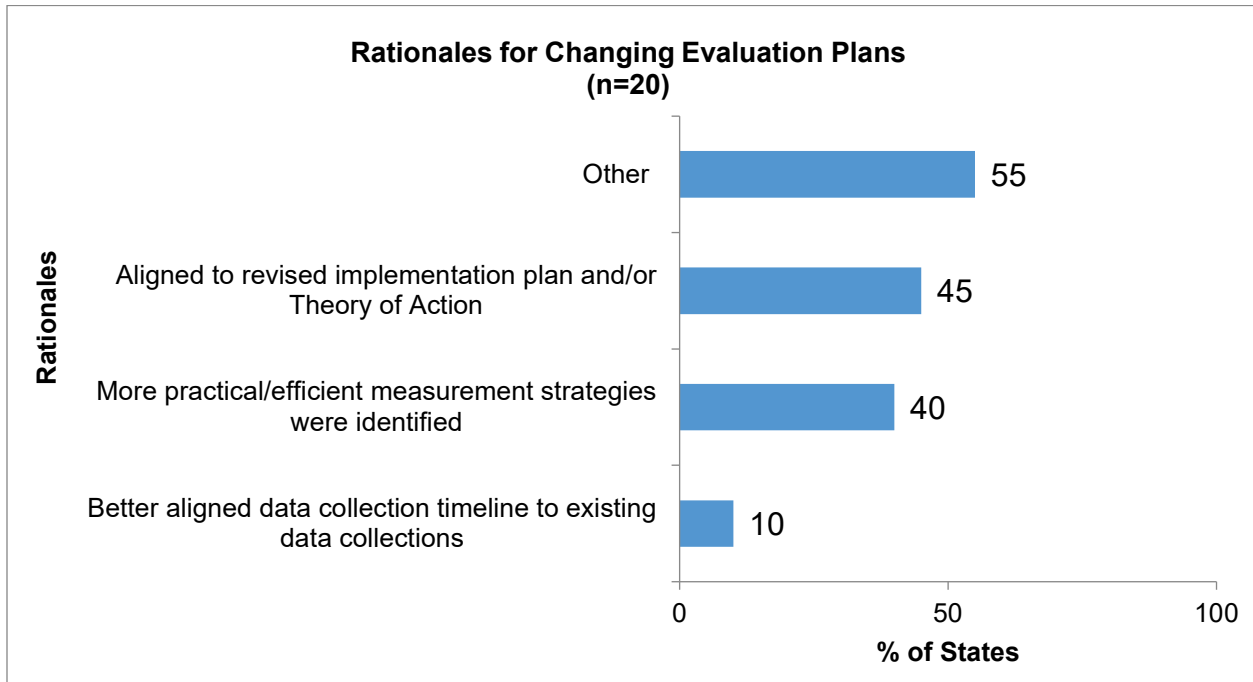 Rationales for Changing Evaluation Plans
(n=20)
Rationales
Other
55
Aligned to revised implementation plan and/or
Theory of Action
45
More practical/efficient measurement strategies
were identified
40
Better aligned data collection timeline to existing
data collections
10
0
50
100
% of States